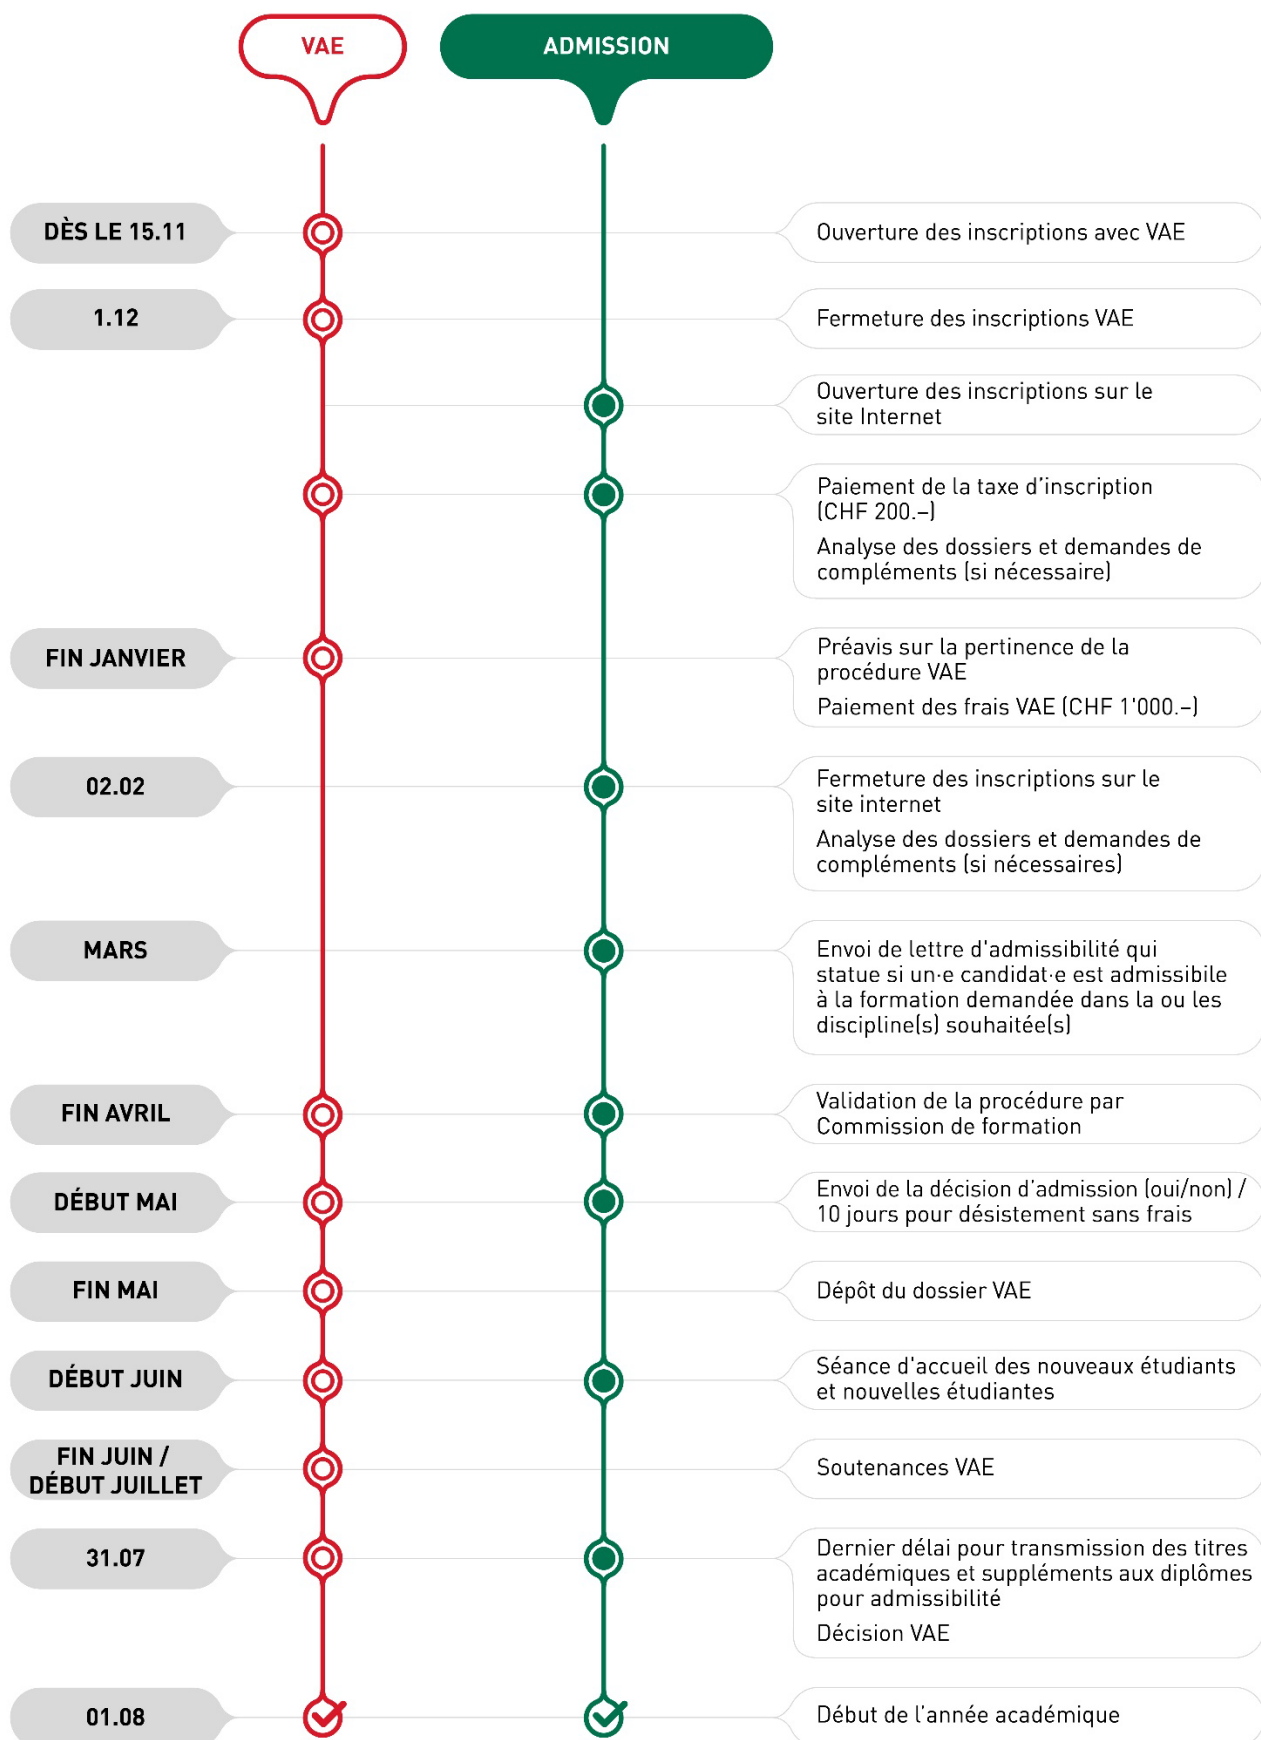 VAE
ADMISSION
DÈS LE 15.11
Ouverture des inscriptions avec VAE
1.12
Fermeture des inscriptions VAE
Ouverture des inscriptions sur le
site Internet
Paiement de la taxe d'inscription
(CHF 200.–)
Analyse des dossiers et demandes de
compléments (si nécessaire)
FIN JANVIER
Préavis sur la pertinence de la
procédure VAE
Paiement des frais VAE (CHF 1'000.–)
02.02
Fermeture des inscriptions sur le
site internet
Analyse des dossiers et demandes de
compléments (si nécessaires)
MARS
Envoi de lettre d'admissibilité qui
statue si un·e candidat·e est admissibile
à la formation demandée dans la ou les
discipline(s) souhaitée(s)
FIN AVRIL
Validation de la procédure par
Commission de formation
DÉBUT MAI
Envoi de la décision d'admission (oui/non) /
10 jours pour désistement sans frais
FIN MAI
Dépôt du dossier VAE
DÉBUT JUIN
Séance d'accueil des nouveaux étudiants
et nouvelles étudiantes
FIN JUIN /
DÉBUT JUILLET
Soutenances VAE
31.07
Dernier délai pour transmission des titres
académiques et suppléments aux diplômes
pour admissibilité
Décision VAE
01.08
Début de l'année académique